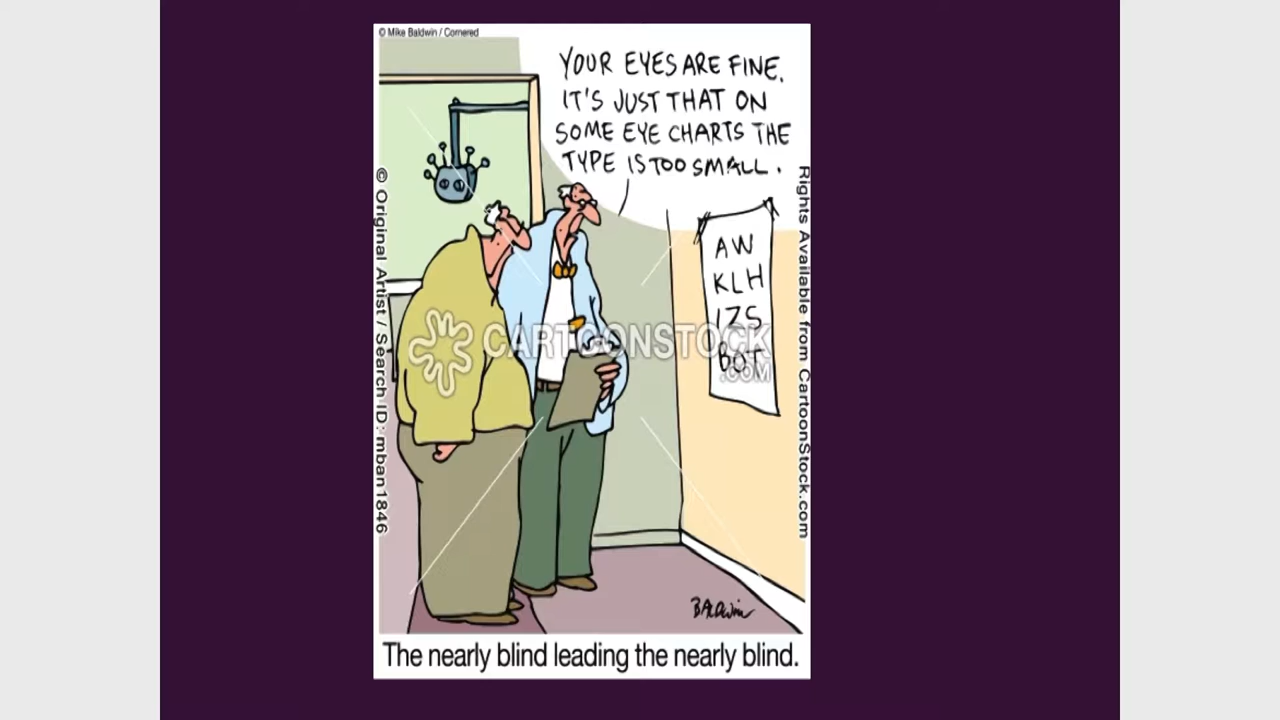 © Mike Baldwin / Cornered
YOUR EYES ARE FINE.
IT'S JUST THAT ON
SOME EYE CHARTS THE
TYPE IS TOO SMALL.
AW
KLH
IZS
BOT
CARTOONSTOCK
.COM
© Original Artist / Search ID: mban1846
Rights Available from CartoonStock.com
BALDWIN
The nearly blind leading the nearly blind.